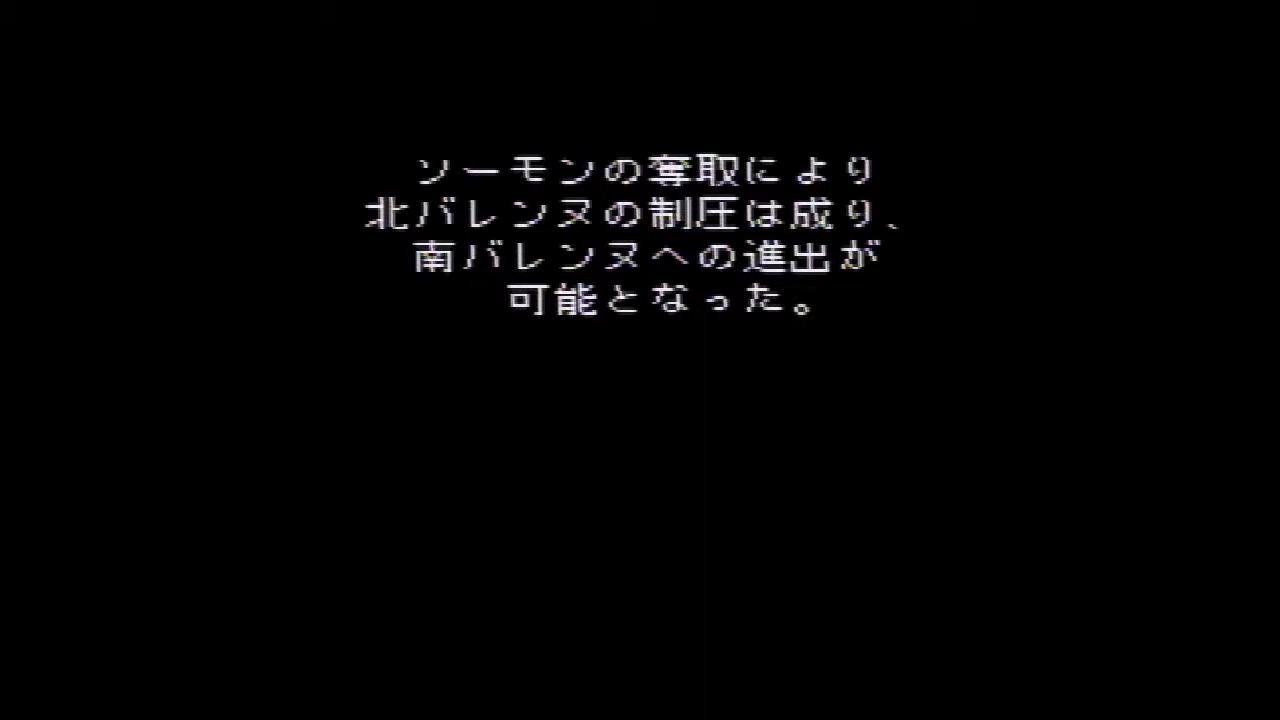 ソーモンの奪取により
北バレンヌの制圧は成り、
南バレンヌへの進出が
可能となった。